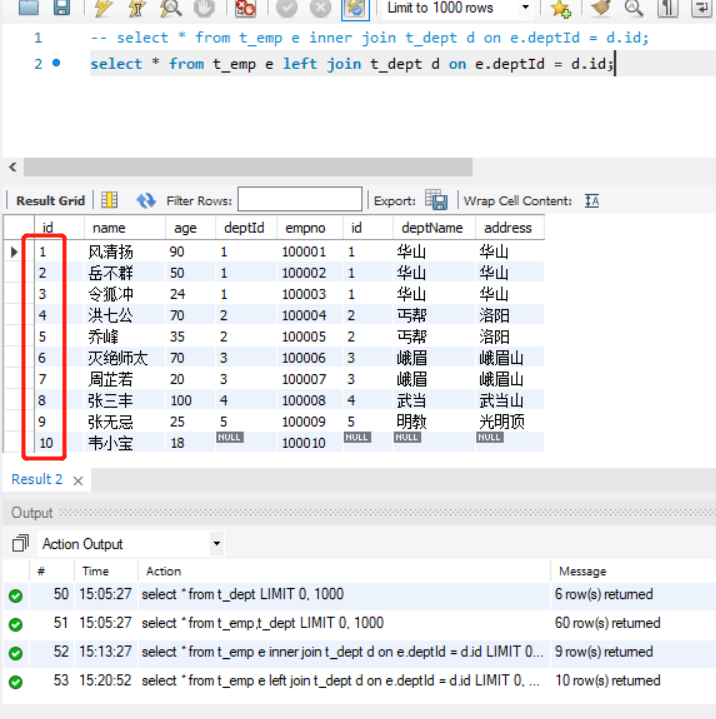 Limit to 1000 rows
1 -- select * from t_emp e inner join t_dept d on e.deptId = d.id;
2 select * from t_emp e left join t_dept d on e.deptId = d.id;
Result Grid Filter Rows: Export: Wrap Cell Content:
id name age deptId empno id deptName address
1 风清扬 90 1 100001 1 华山 华山
2 岳不群 50 1 100002 1 华山 华山
3 令狐冲 24 1 100003 1 华山 华山
4 洪七公 70 2 100004 2 丐帮 洛阳
5 乔峰 35 2 100005 2 丐帮 洛阳
6 灭绝师太 70 3 100006 3 峨眉 峨眉山
7 周芷若 20 3 100007 3 峨眉 峨眉山
8 张三丰 100 4 100008 4 武当 武当山
9 张无忌 25 5 100009 5 明教 光明顶
10 韦小宝 18 NULL 100010 NULL NULL NULL
Result 2
Output
Action Output
# Time Action Message
50 15:05:27 select * from t_dept LIMIT 0, 1000 6 row(s) returned
51 15:05:27 select * from t_emp,t_dept LIMIT 0, 1000 60 row(s) returned
52 15:13:27 select * from t_emp e inner join t_dept d on e.deptId = d.id LIMIT 0... 9 row(s) returned
53 15:20:52 select * from t_emp e left join t_dept d on e.deptId = d.id LIMIT 0, ... 10 row(s) returned